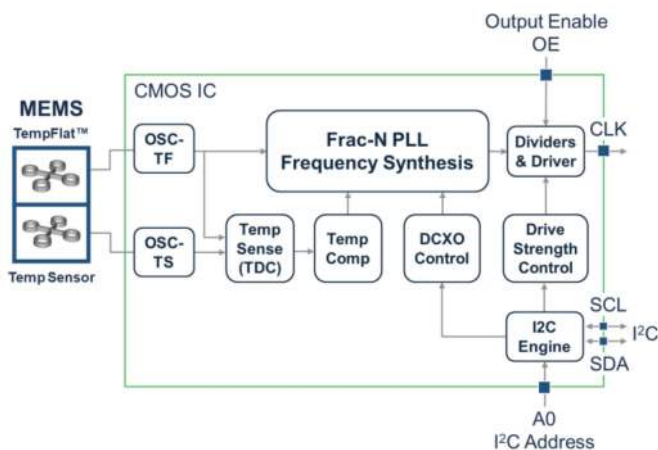 Output Enable
OE
CMOS IC
MEMS
TempFlat™
OSC-
TF
Frac-N PLL
Frequency Synthesis
Dividers
& Driver
CLK
Temp Sensor
OSC-
TS
Temp
Sense
(TDC)
Temp
Comp
DCXO
Control
Drive
Strength
Control
I2C
Engine
SCL
I²C
SDA
A0
I²C Address